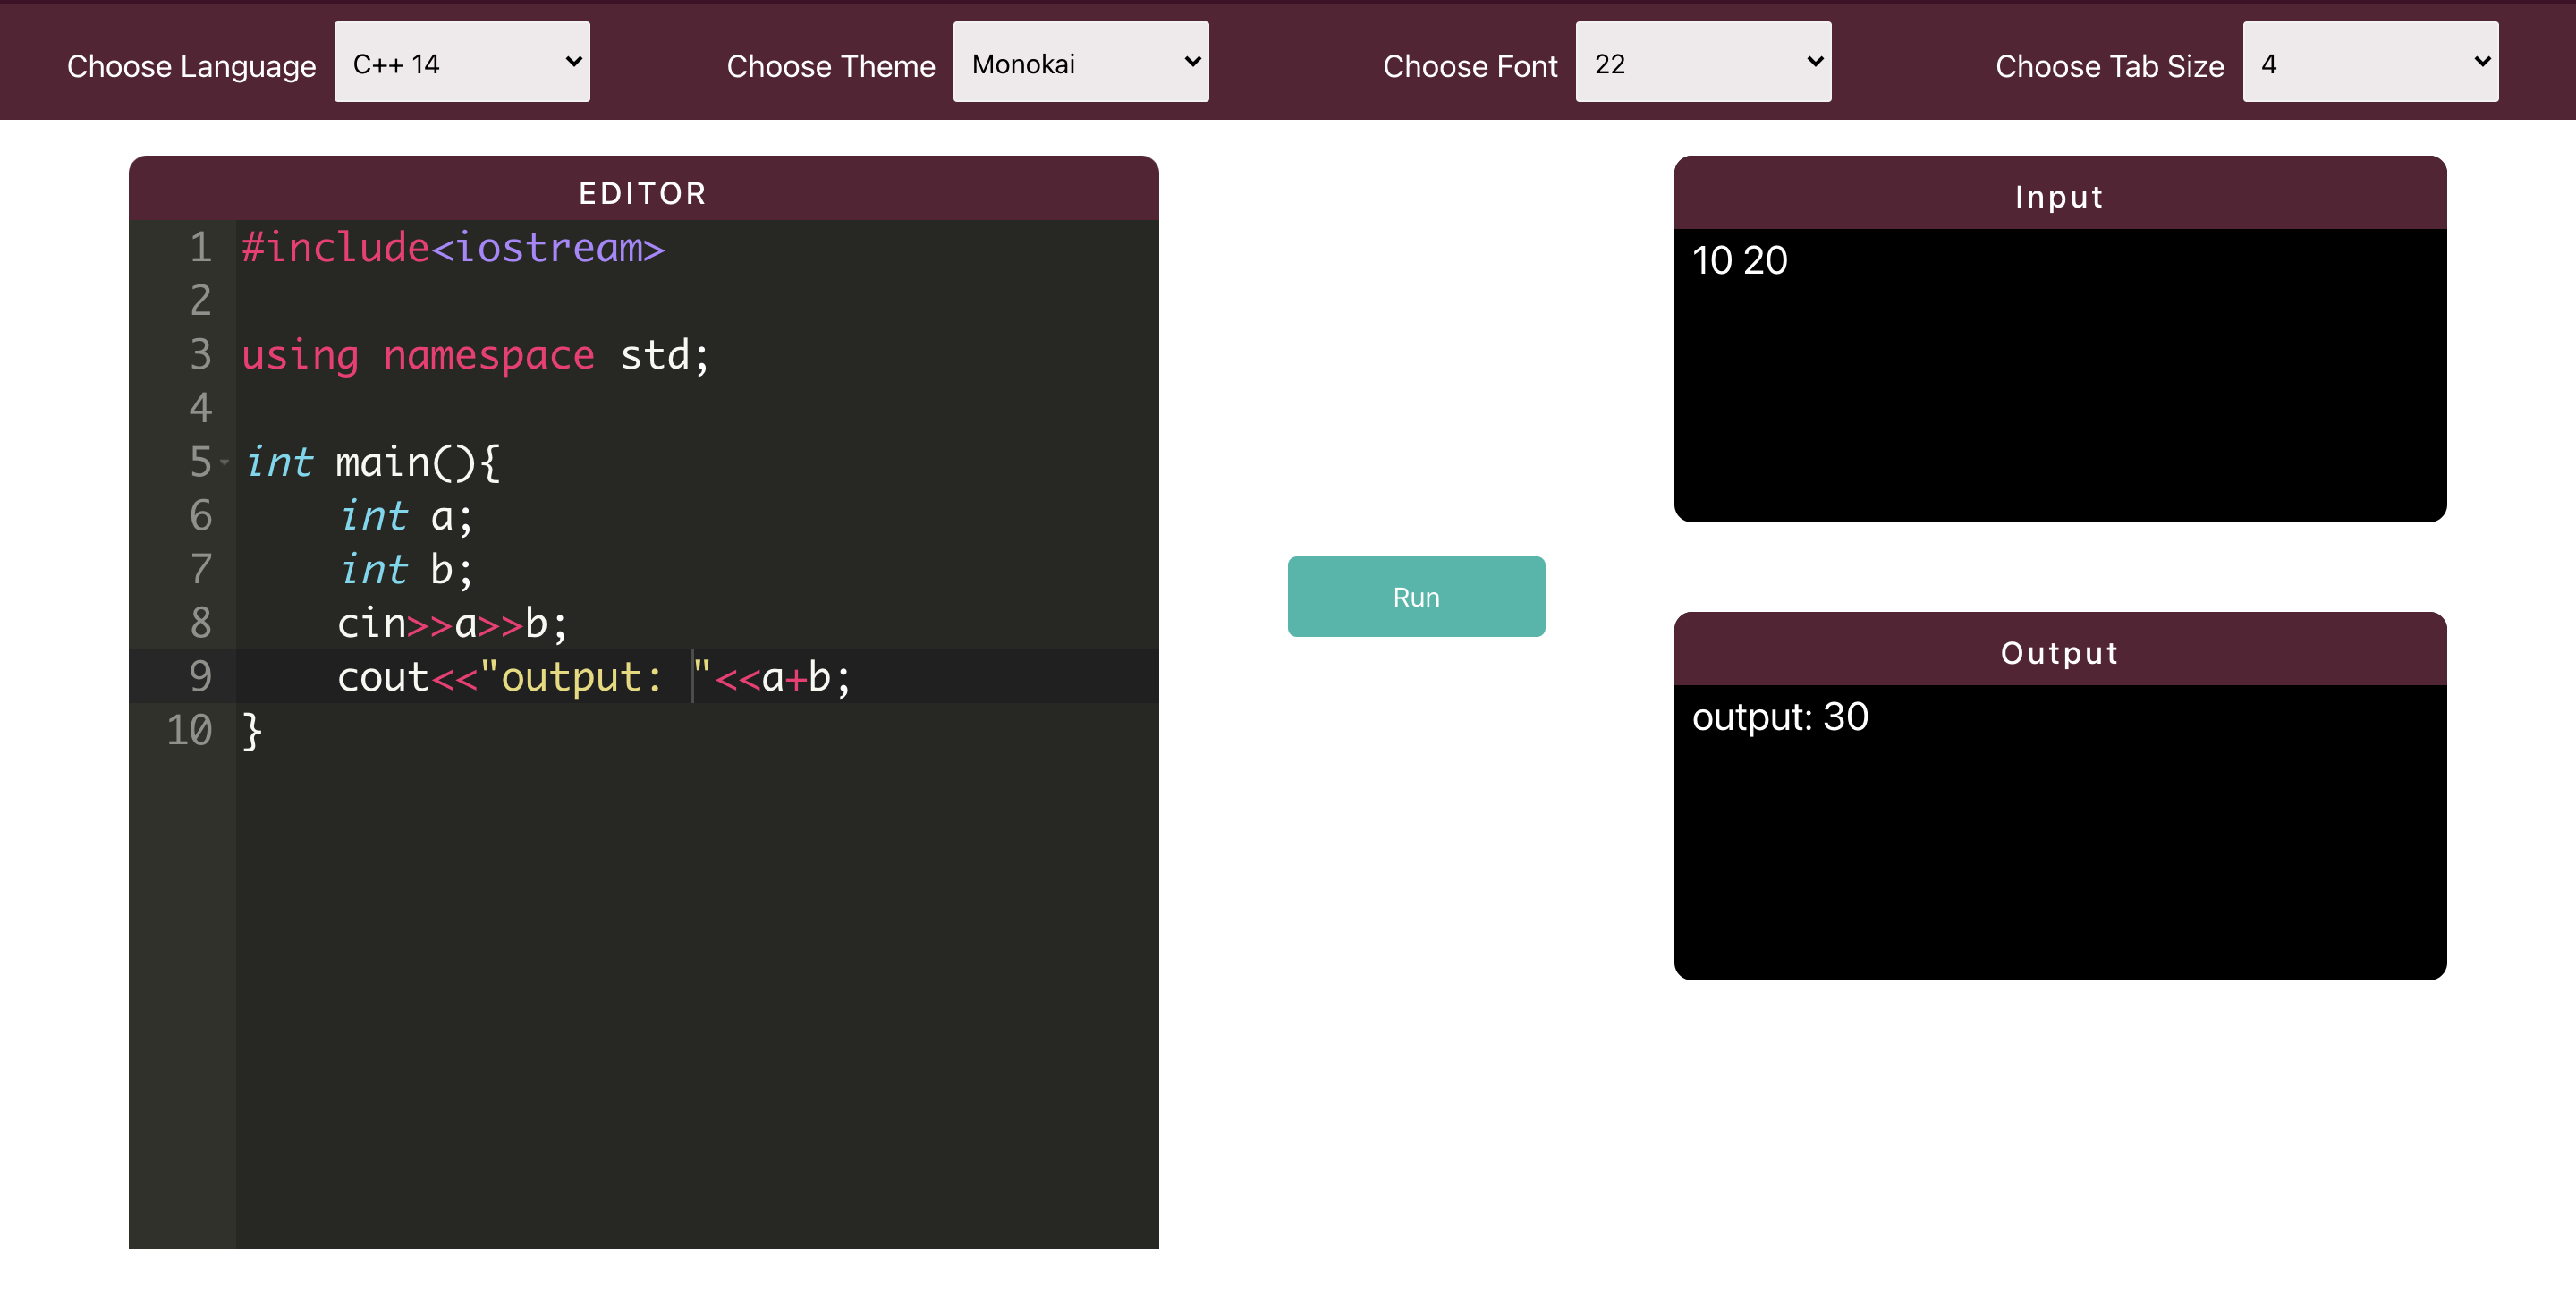 Choose Language C++ 14 Choose Theme Monokai Choose Font 22 Choose Tab Size 4
EDITOR
1 #include<iostream>
2
3 using namespace std;
4
5 int main(){
6     int a;
7     int b;
8     cin>>a>>b;
9     cout<<"output: "<<a+b;
10 }
Run
Input
10 20
Output
output: 30